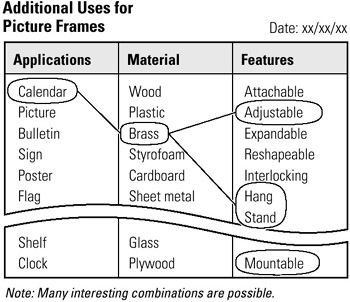 Additional Uses for
Picture Frames
Date: xx/xx/xx
Applications Material Features
Calendar Wood Attachable
Picture Plastic Adjustable
Bulletin Brass Expandable
Sign Styrofoam Reshapeable
Poster Cardboard Interlocking
Flag Sheet metal Hang
Stand
Shelf Glass
Clock Plywood Mountable
Note: Many interesting combinations are possible.